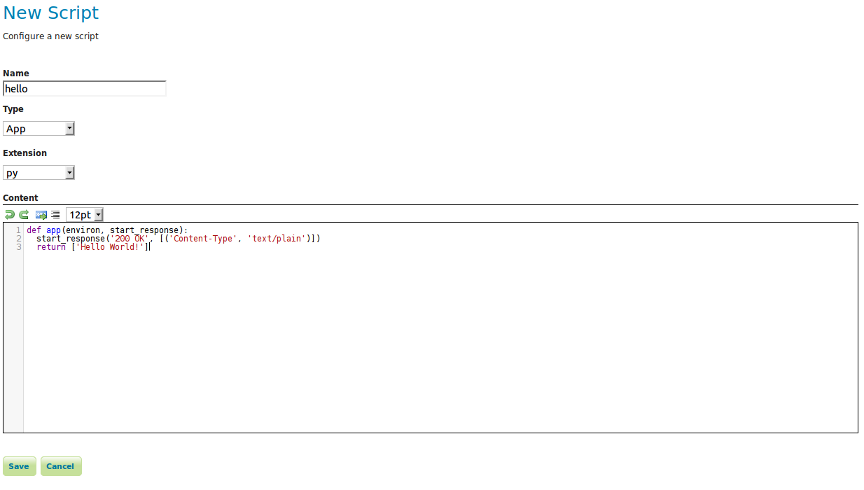 New Script
Configure a new script
Name
hello
Type
App
Extension
py
Content
12pt
1 def app(environ, start_response):
2 start_response('200 OK', [('Content-Type', 'text/plain')])
3 return ['Hello World!']
Save Cancel